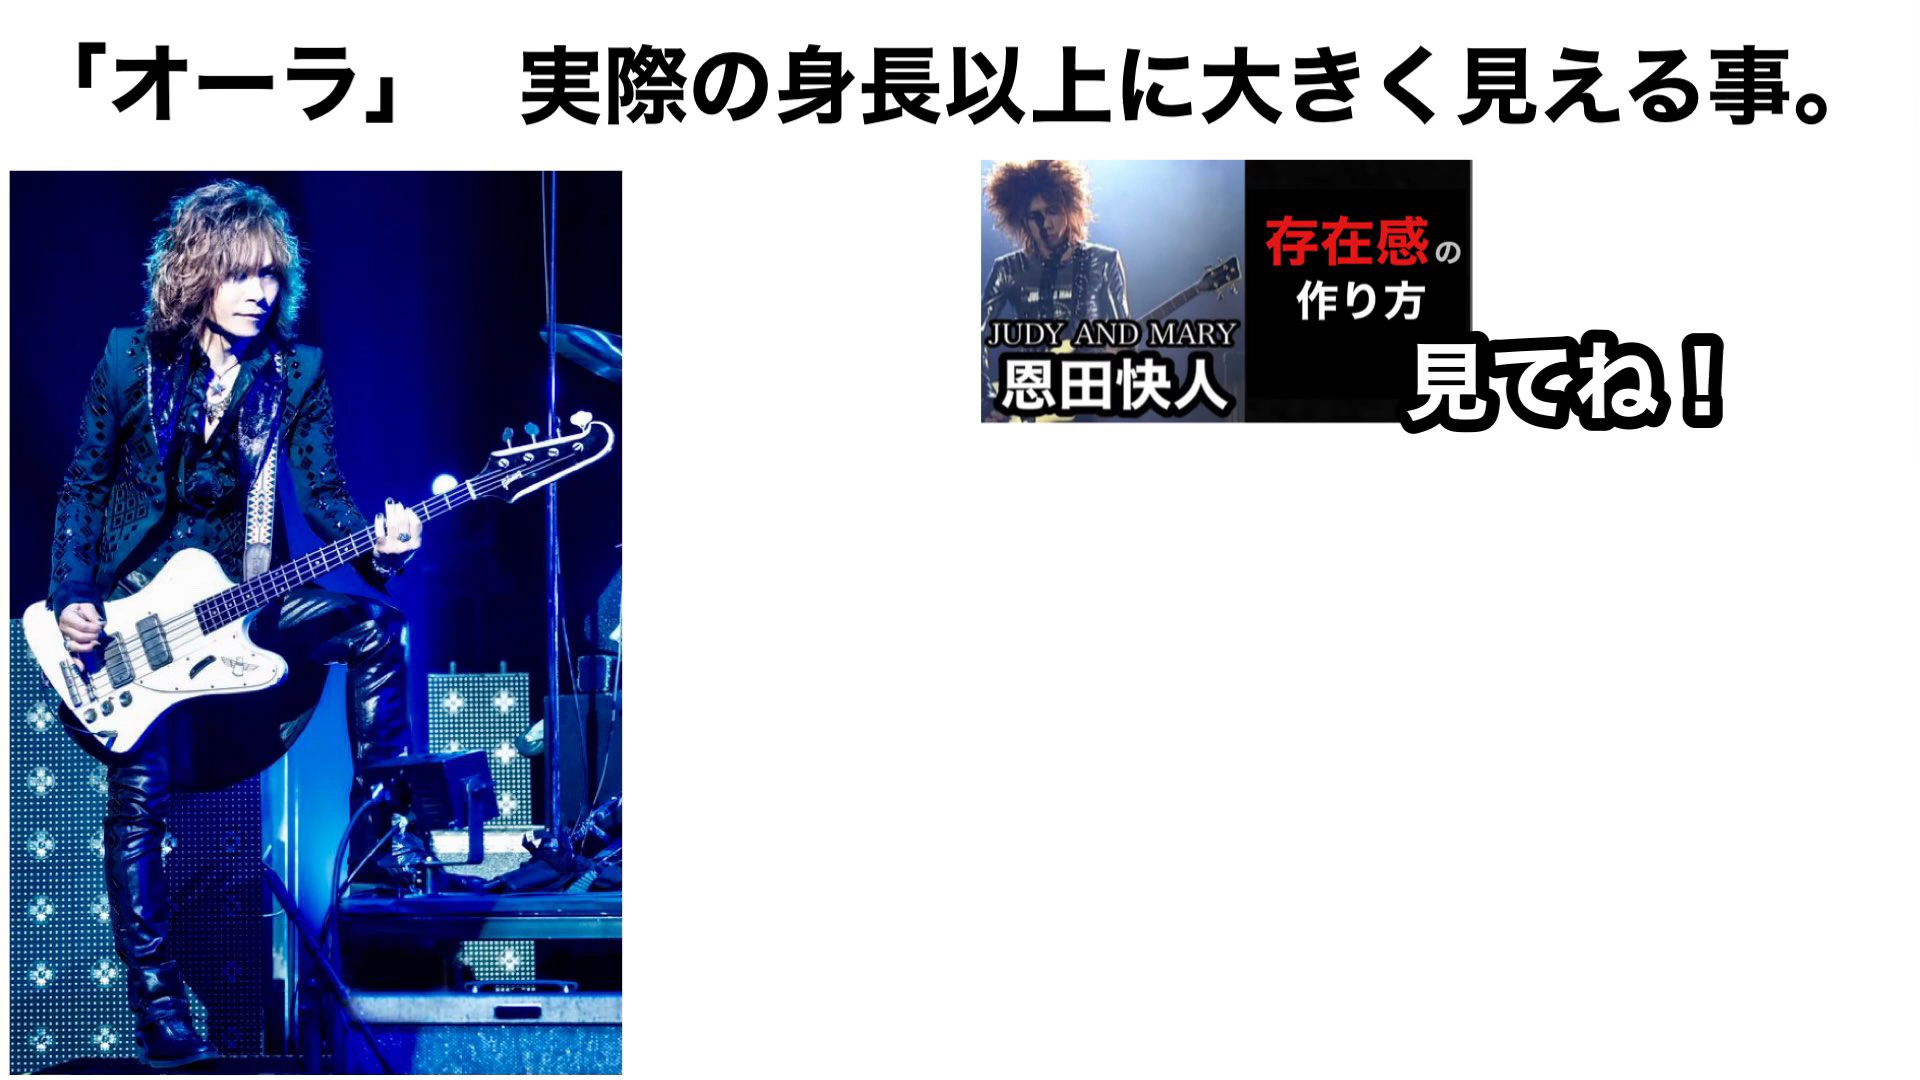 「オーラ」　実際の身長以上に大きく見える事。
存在感の
作り方
JUDY AND MARY
恩田快人
見てね！
Gibson